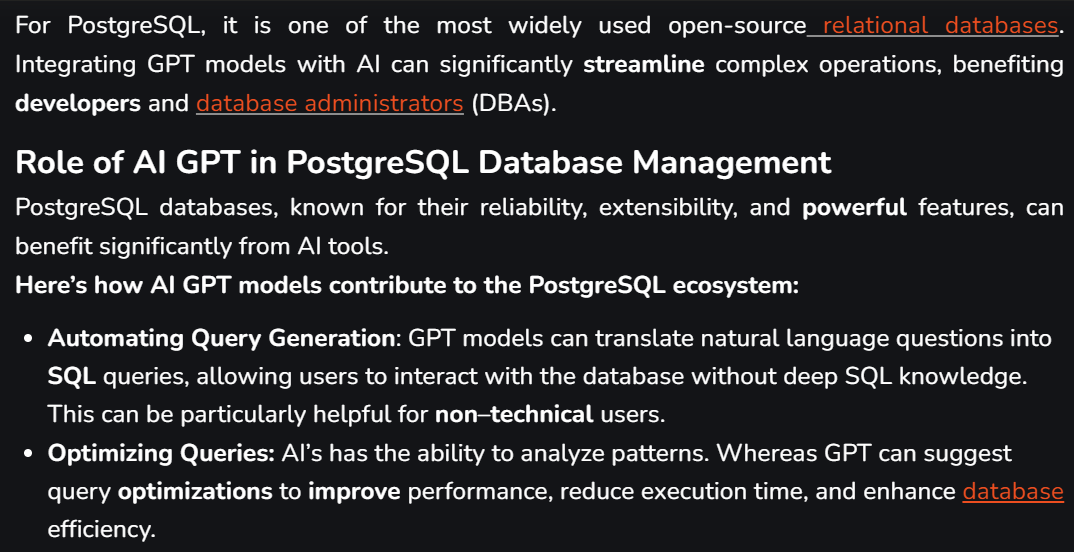 For PostgreSQL, it is one of the most widely used open-source relational databases.
Integrating GPT models with AI can significantly streamline complex operations, benefiting
developers and database administrators (DBAs).
Role of AI GPT in PostgreSQL Database Management
PostgreSQL databases, known for their reliability, extensibility, and powerful features, can
benefit significantly from AI tools.
Here’s how AI GPT models contribute to the PostgreSQL ecosystem:
• Automating Query Generation: GPT models can translate natural language questions into
SQL queries, allowing users to interact with the database without deep SQL knowledge.
This can be particularly helpful for non–technical users.
• Optimizing Queries: AI’s has the ability to analyze patterns. Whereas GPT can suggest
query optimizations to improve performance, reduce execution time, and enhance database
efficiency.